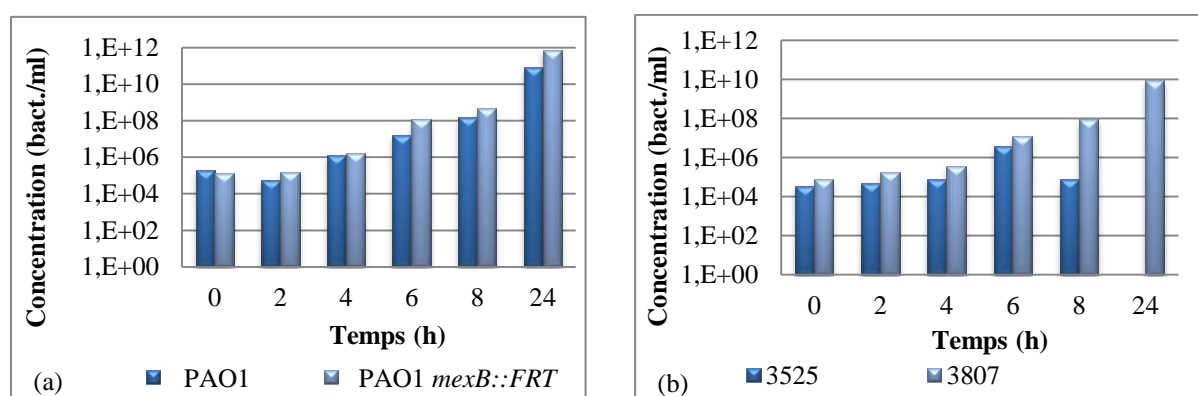 Concentration (bact./ml)
1,E+12
1,E+10
1,E+08
1,E+06
1,E+04
1,E+02
1,E+00
0 2 4 6 8 24
Temps (h)
(a) PAO1 PAO1 mexB::FRT
Concentration (bact./ml)
1,E+12
1,E+10
1,E+08
1,E+06
1,E+04
1,E+02
1,E+00
0 2 4 6 8 24
Temps (h)
(b) 3525 3807